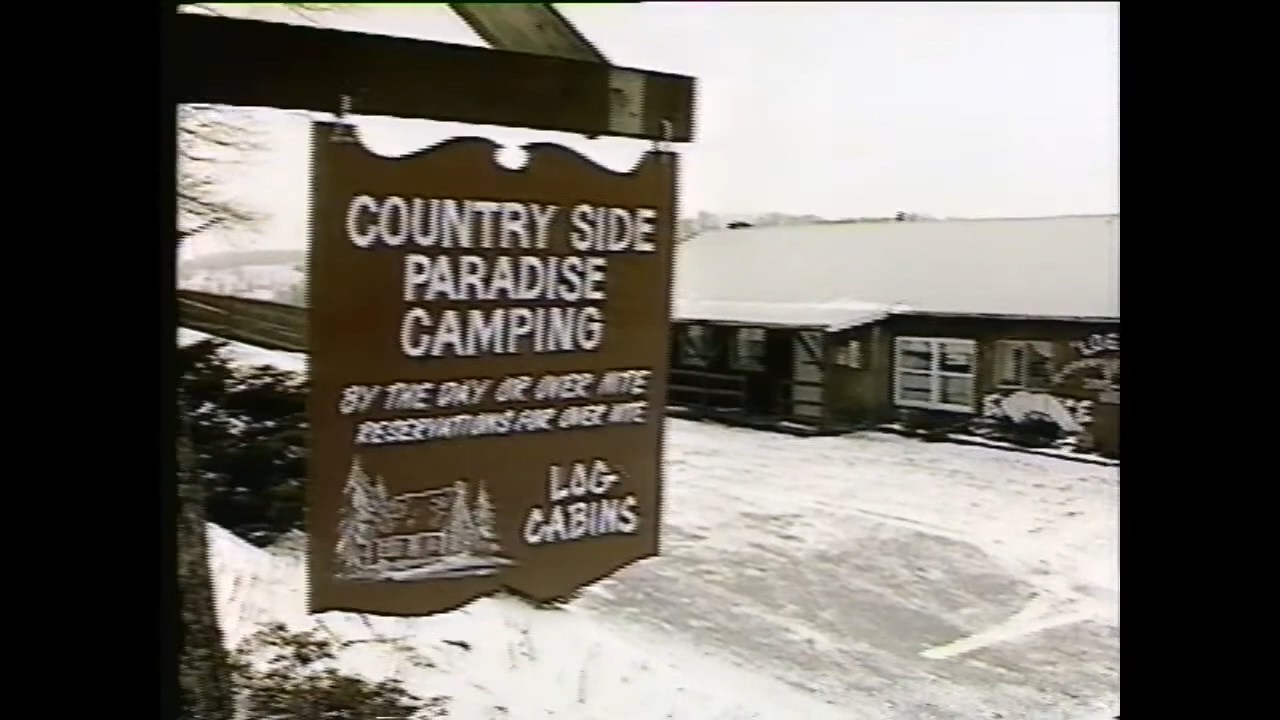 COUNTRY SIDE
PARADISE
CAMPING
BY THE DAY OR OVER NITE
RESERVATIONS FOR OVER NITE
LOG
CABINS